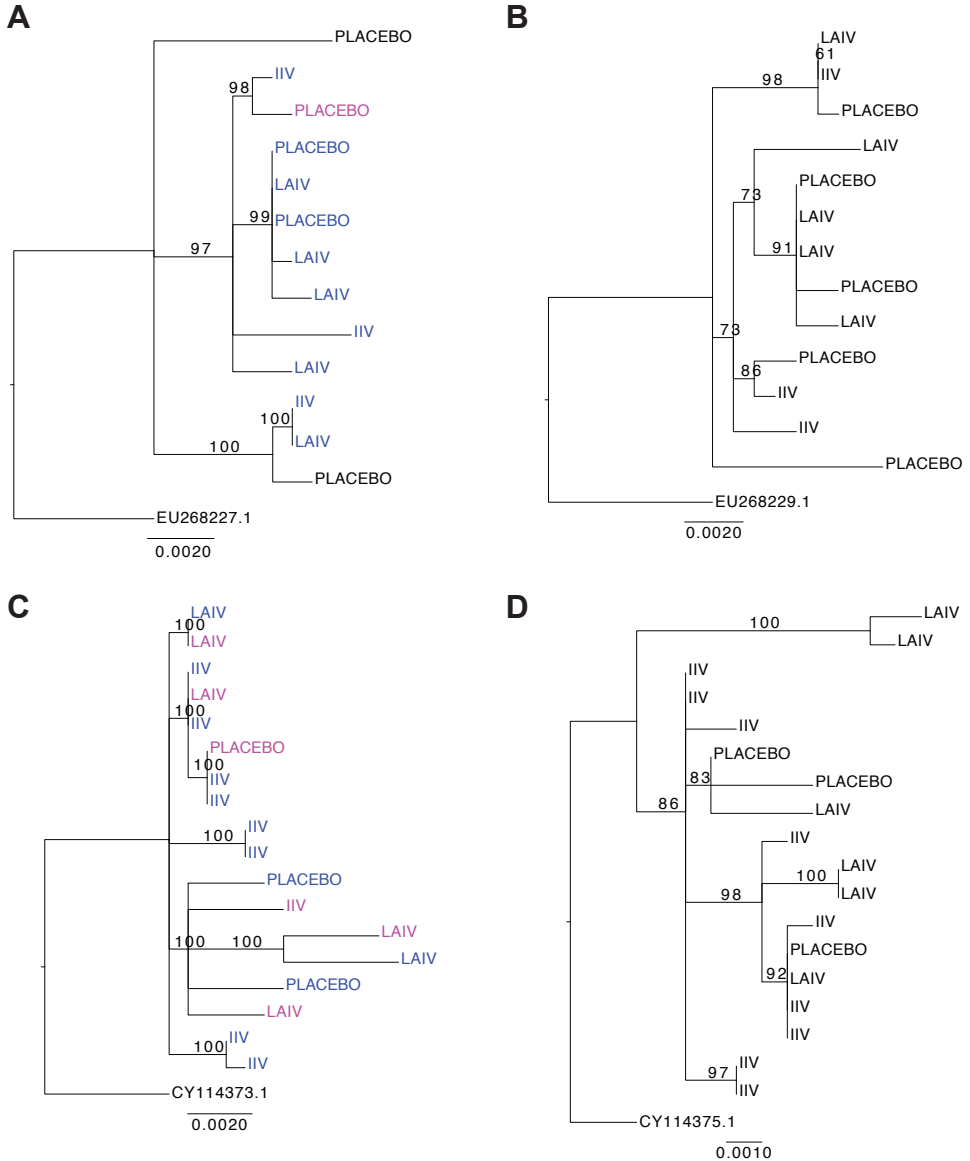 A
PLACEBO
IIV
98
PLACEBO
PLACEBO
LAIV
99
PLACEBO
97
LAIV
LAIV
IIV
LAIV
IIV
100
LAIV
100
PLACEBO
EU268227.1
0.0020
B
LAIV
61
IIV
98
PLACEBO
LAIV
PLACEBO
73
LAIV
91
LAIV
PLACEBO
LAIV
73
PLACEBO
86
IIV
IIV
PLACEBO
EU268229.1
0.0020
C
LAIV
100
LAIV
IIV
LAIV
100
IIV
PLACEBO
100
IIV
IIV
IIV
100
IIV
PLACEBO
IIV
LAIV
100
100
LAIV
PLACEBO
LAIV
IIV
100
IIV
CY114373.1
0.0020
D
LAIV
100
LAIV
IIV
IIV
IIV
PLACEBO
83
PLACEBO
86
LAIV
IIV
LAIV
100
98
LAIV
IIV
PLACEBO
92
LAIV
IIV
IIV
IIV
97
IIV
CY114375.1
0.0010